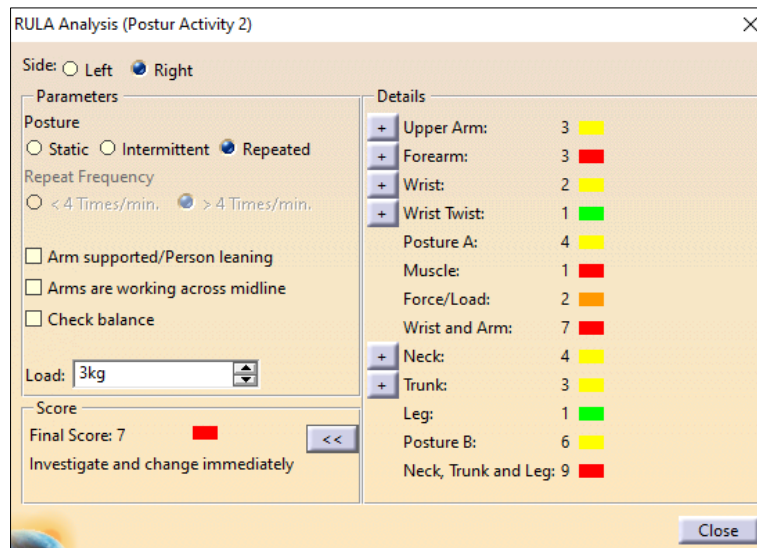 RULA Analysis (Postur Activity 2)
Side: Left Right
Parameters
Posture
Static Intermittent Repeated
Repeat Frequency
< 4 Times/min. > 4 Times/min.
Arm supported/Person leaning
Arms are working across midline
Check balance
Load: 3kg
Score
Final Score: 7
<<
Investigate and change immediately
Details
+ Upper Arm: 3
+ Forearm: 3
+ Wrist: 2
+ Wrist Twist: 1
Posture A: 4
Muscle: 1
Force/Load: 2
Wrist and Arm: 7
+ Neck: 4
+ Trunk: 3
Leg: 1
Posture B: 6
Neck, Trunk and Leg: 9
Close